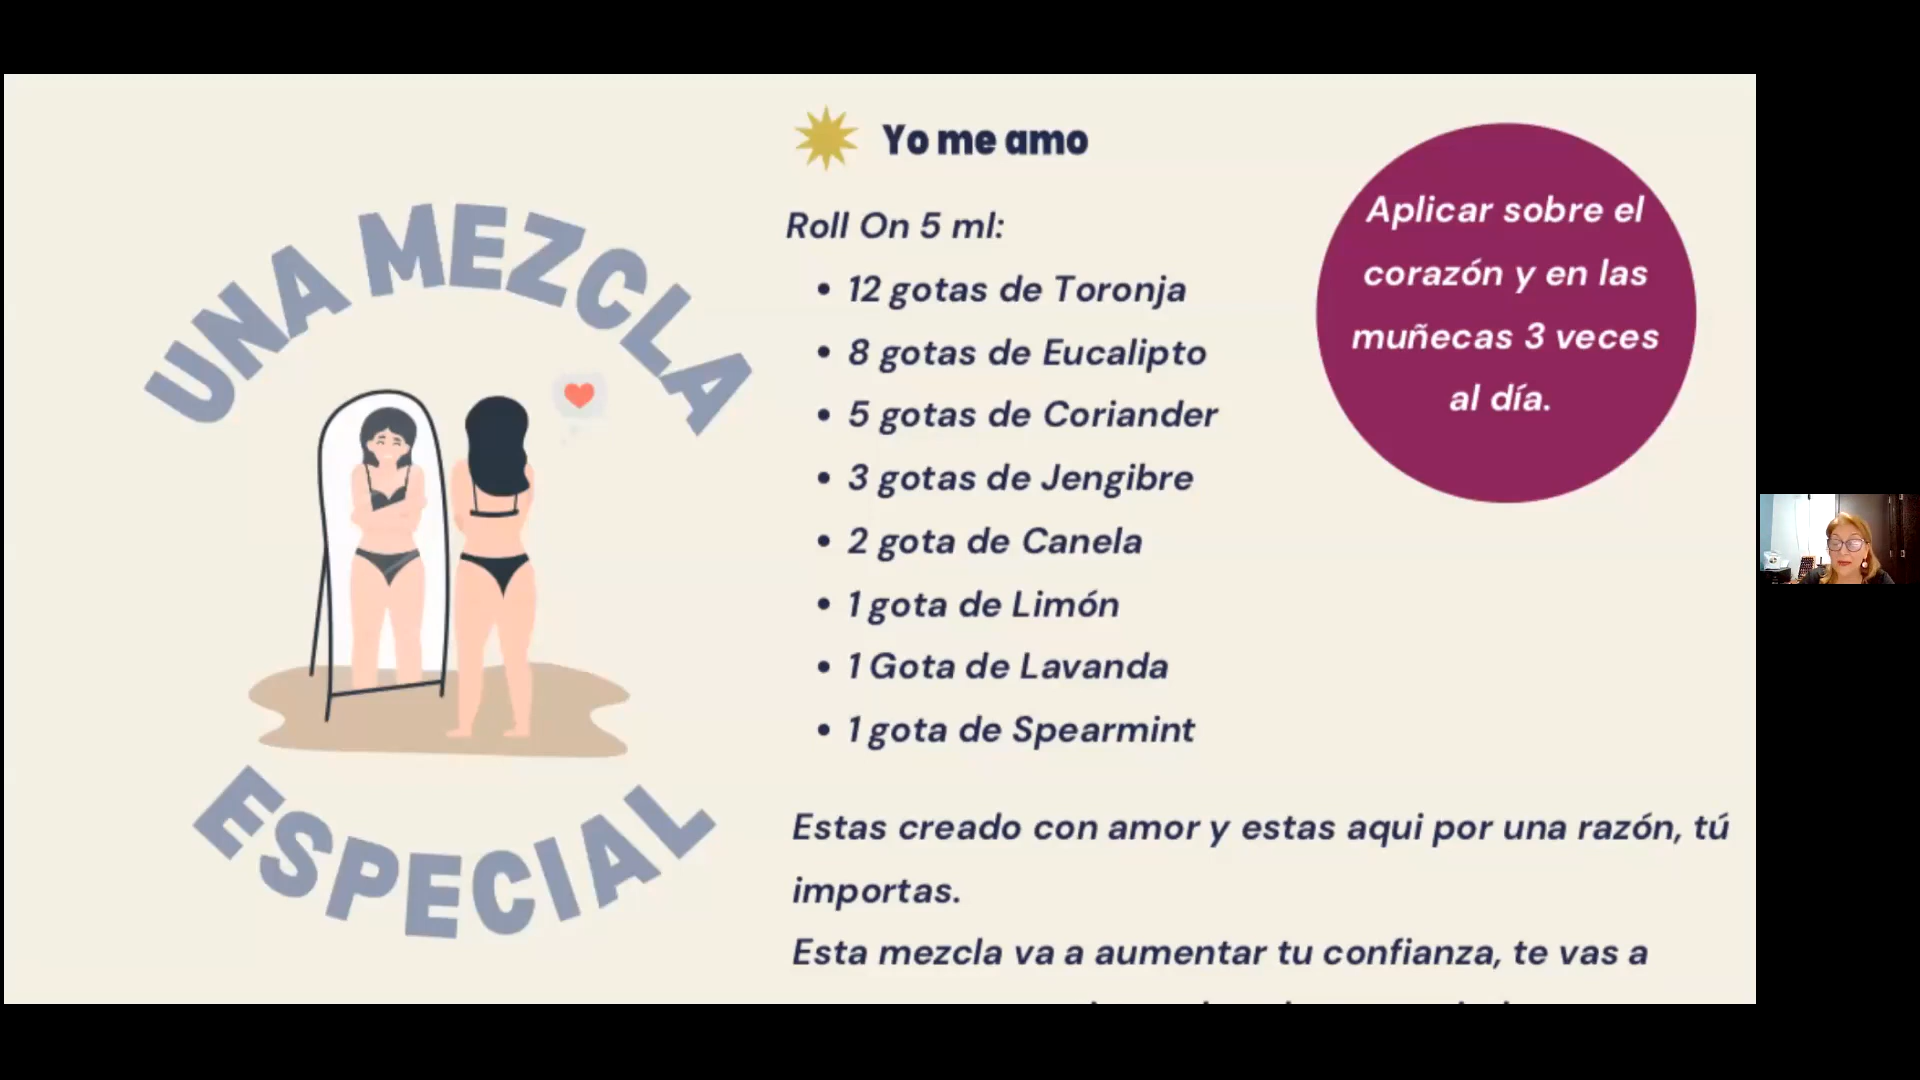 UNA MEZCLA
ESPECIAL
Yo me amo
Roll On 5 ml:
• 12 gotas de Toronja
• 8 gotas de Eucalipto
• 5 gotas de Coriander
• 3 gotas de Jengibre
• 2 gota de Canela
• 1 gota de Limón
• 1 Gota de Lavanda
• 1 gota de Spearmint
Estas creado con amor y estas aqui por una razón, tú
importas.
Esta mezcla va a aumentar tu confianza, te vas a
Aplicar sobre el
corazón y en las
muñecas 3 veces
al día.